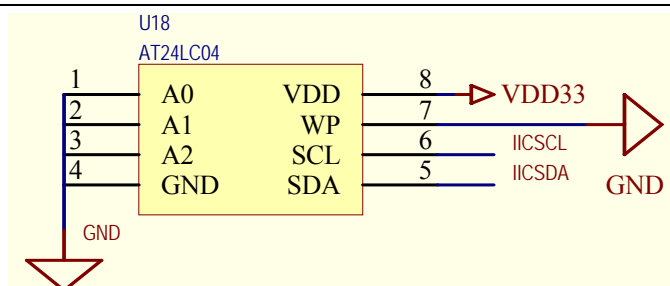 U18
AT24LC04
1 A0 VDD 8 VDD33
2 A1 WP 7
3 A2 SCL 6 IICSCL
4 GND SDA 5 IICSDA
GND
GND